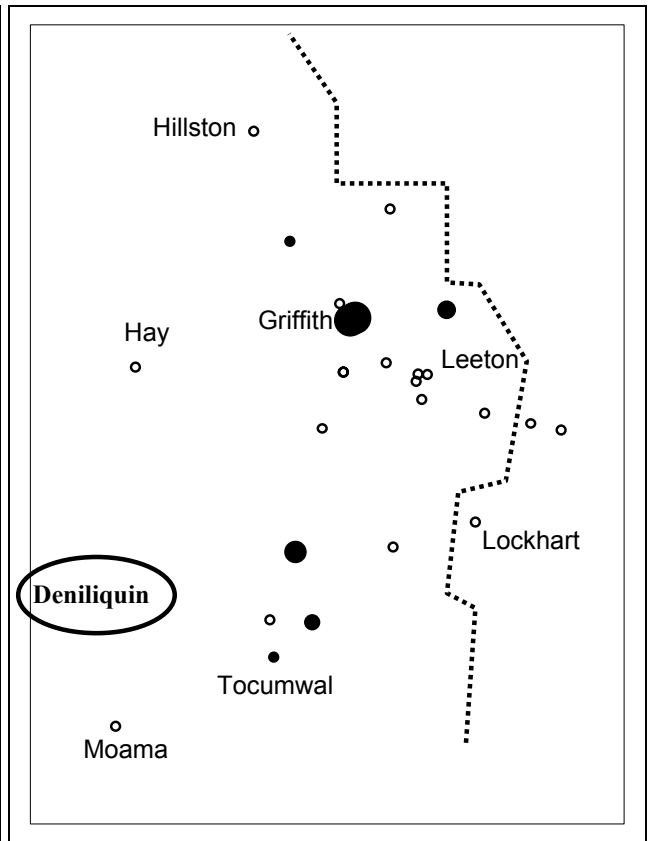 Hillston
Griffith
Hay
Leeton
Lockhart
Deniliquin
Tocumwal
Moama